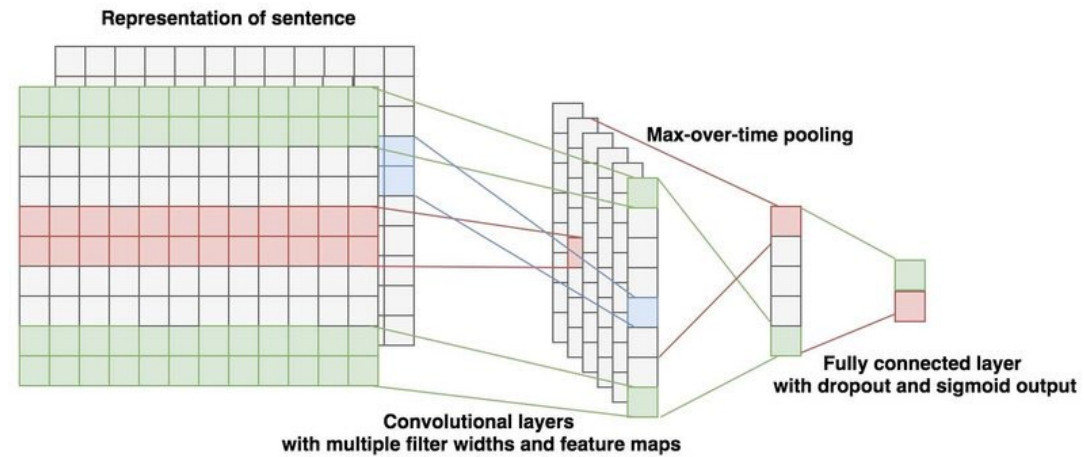 Representation of sentence
Max-over-time pooling
Fully connected layer
with dropout and sigmoid output
Convolutional layers
with multiple filter widths and feature maps